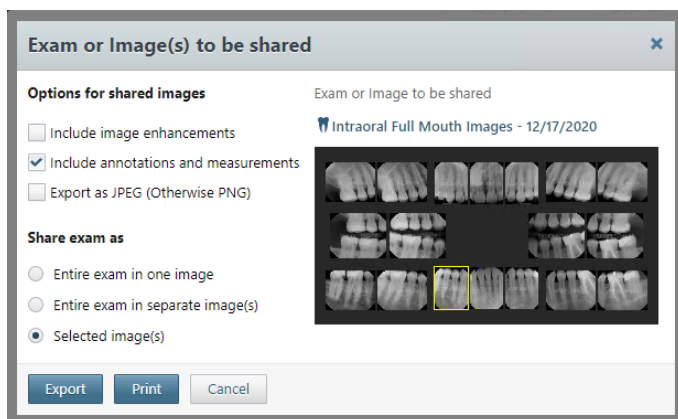 Exam or Image(s) to be shared
Options for shared images
Include image enhancements
Include annotations and measurements
Export as JPEG (Otherwise PNG)
Share exam as
Entire exam in one image
Entire exam in separate image(s)
Selected image(s)
Exam or Image to be shared
Intraoral Full Mouth Images - 12/17/2020
Export
Print
Cancel